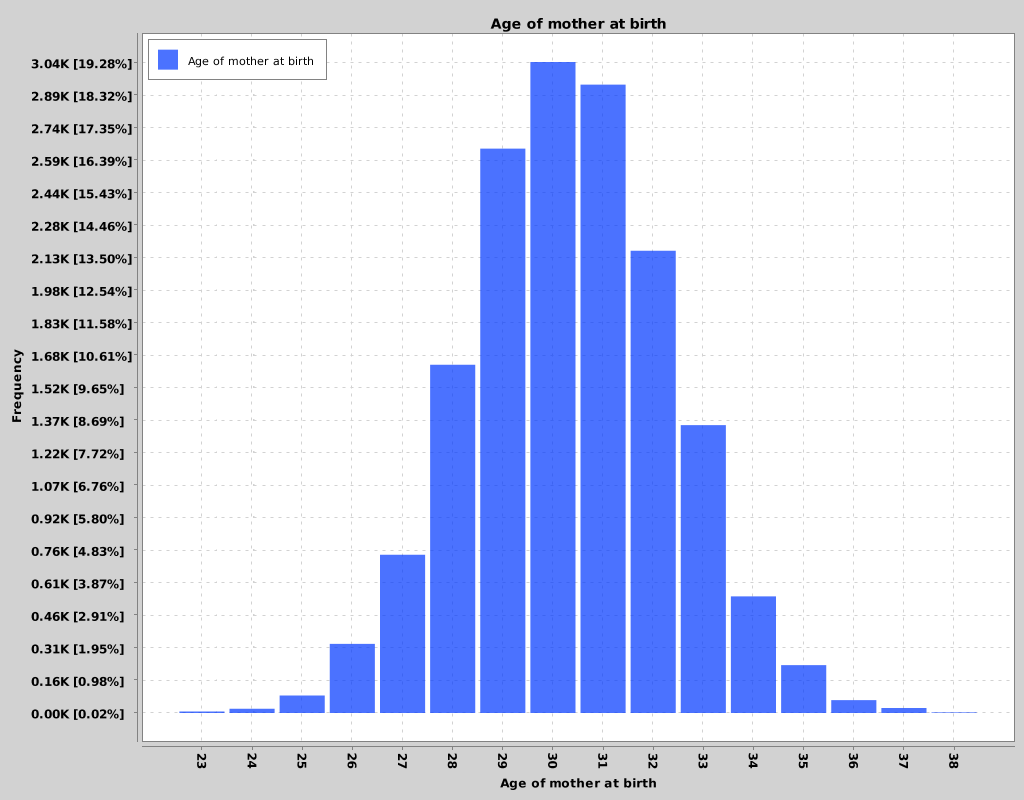 Age of mother at birth
Age of mother at birth
3.04K [19.28%]
2.89K [18.32%]
2.74K [17.35%]
2.59K [16.39%]
2.44K [15.43%]
2.28K [14.46%]
2.13K [13.50%]
1.98K [12.54%]
1.83K [11.58%]
1.68K [10.61%]
1.52K [9.65%]
1.37K [8.69%]
1.22K [7.72%]
1.07K [6.76%]
0.92K [5.80%]
0.76K [4.83%]
0.61K [3.87%]
0.46K [2.91%]
0.31K [1.95%]
0.16K [0.98%]
0.00K [0.02%]
Frequency
23 24 25 26 27 28 29 30 31 32 33 34 35 36 37 38
Age of mother at birth